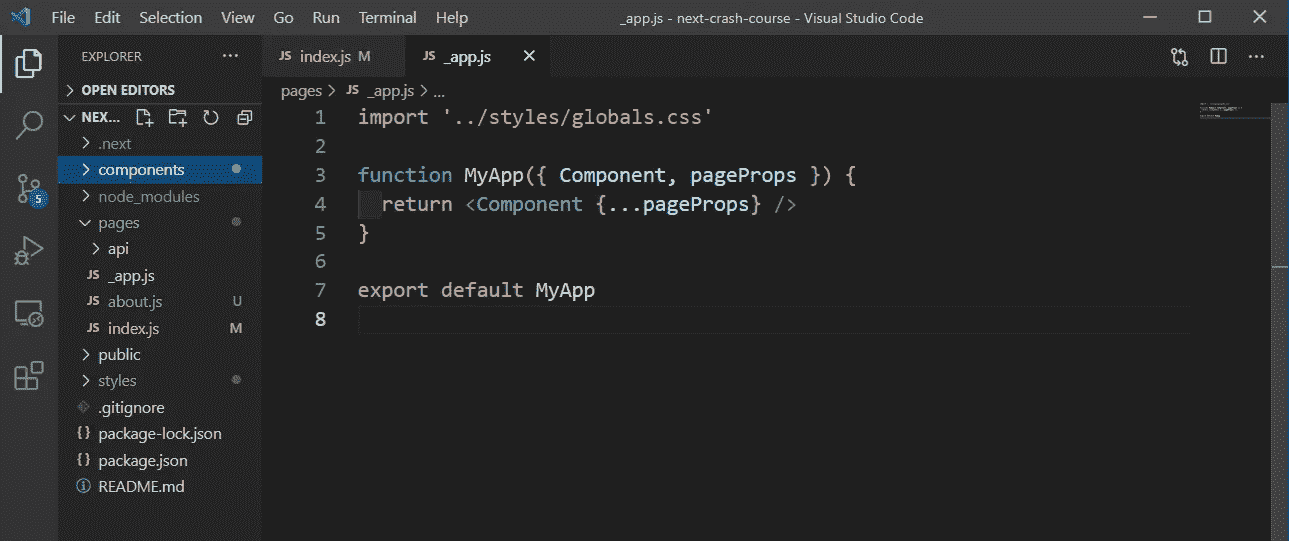 File Edit Selection View Go Run Terminal Help _app.js - next-crash-course - Visual Studio Code
EXPLORER ...
JS index.js M JS _app.js
OPEN EDITORS
pages > JS _app.js > ...
NEX...
.next
components
node_modules
pages
api
JS _app.js
JS about.js U
JS index.js M
public
styles
.gitignore
{} package-lock.json
{} package.json
README.md
5
1 import '../styles/globals.css'
2
3 function MyApp({ Component, pageProps }) {
4 return <Component {...pageProps} />
5 }
6
7 export default MyApp
8